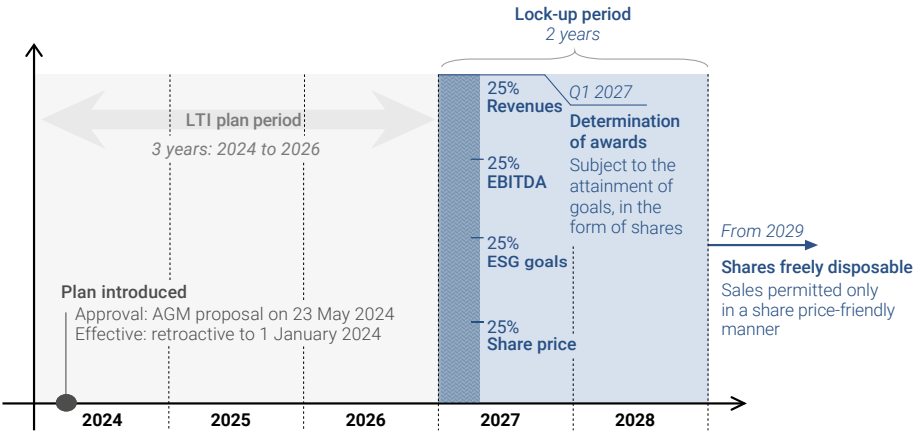 Lock-up period
2 years
LTI plan period
3 years: 2024 to 2026
Plan introduced
Approval: AGM proposal on 23 May 2024
Effective: retroactive to 1 January 2024
25%
Revenues
25%
EBITDA
25%
ESG goals
25%
Share price
Q1 2027
Determination
of awards
Subject to the
attainment of
goals, in the
form of shares
From 2029
Shares freely disposable
Sales permitted only
in a share price-friendly
manner
2024
2025
2026
2027
2028